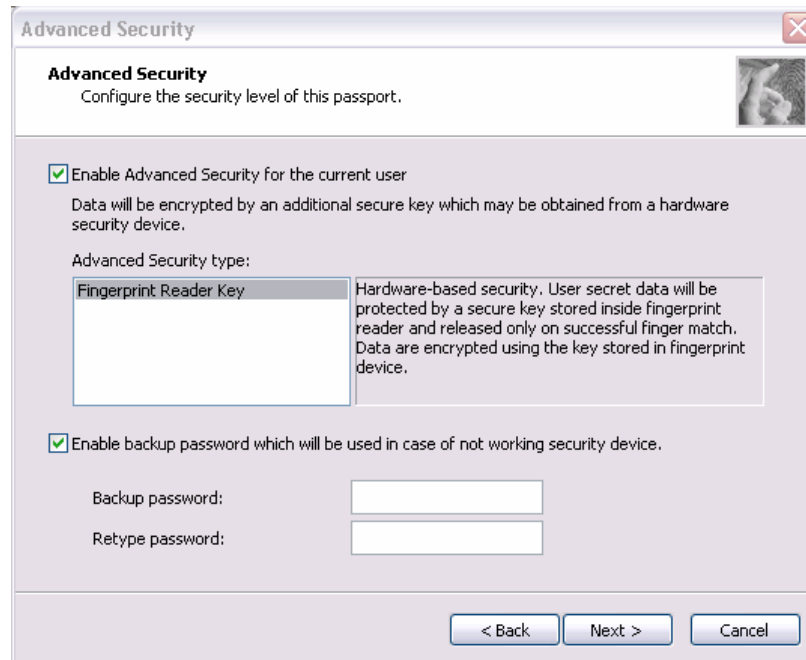 Advanced Security
Advanced Security
Configure the security level of this passport.
Enable Advanced Security for the current user
Data will be encrypted by an additional secure key which may be obtained from a hardware
security device.
Advanced Security type:
Fingerprint Reader Key
Hardware-based security. User secret data will be
protected by a secure key stored inside fingerprint
reader and released only on successful finger match.
Data are encrypted using the key stored in fingerprint
device.
Enable backup password which will be used in case of not working security device.
Backup password:
Retype password:
< Back Next > Cancel